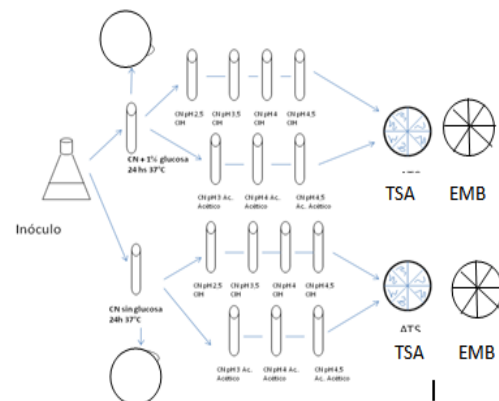 CN pH 2,5
ClH
CN pH 3,5
ClH
CN pH 4
ClH
CN pH 4,5
ClH
CN + 1% glucosa
24 hs 37°C
CN pH 3 Ac.
Acético
CN pH 4 Ac.
Acético
CN pH 4,5
Ac. Acético
TSA
EMB
Inóculo
CN pH 2,5
ClH
CN pH 3,5
ClH
CN pH 4
ClH
CN pH 4,5
ClH
CN sin glucosa
24h 37°C
CN pH 3 Ac.
Acético
CN pH 4 Ac.
Acético
CN pH 4,5
Ac. Acético
ATS
TSA
EMB